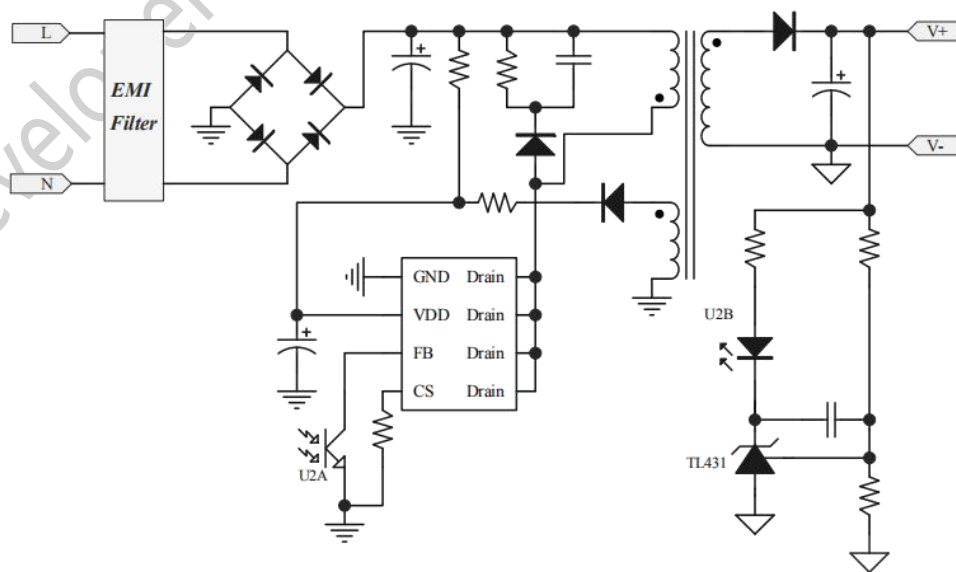 L
EMI
Filter
N
V+
V-
GND Drain
VDD Drain
FB Drain
CS Drain
U2A
U2B
TL431